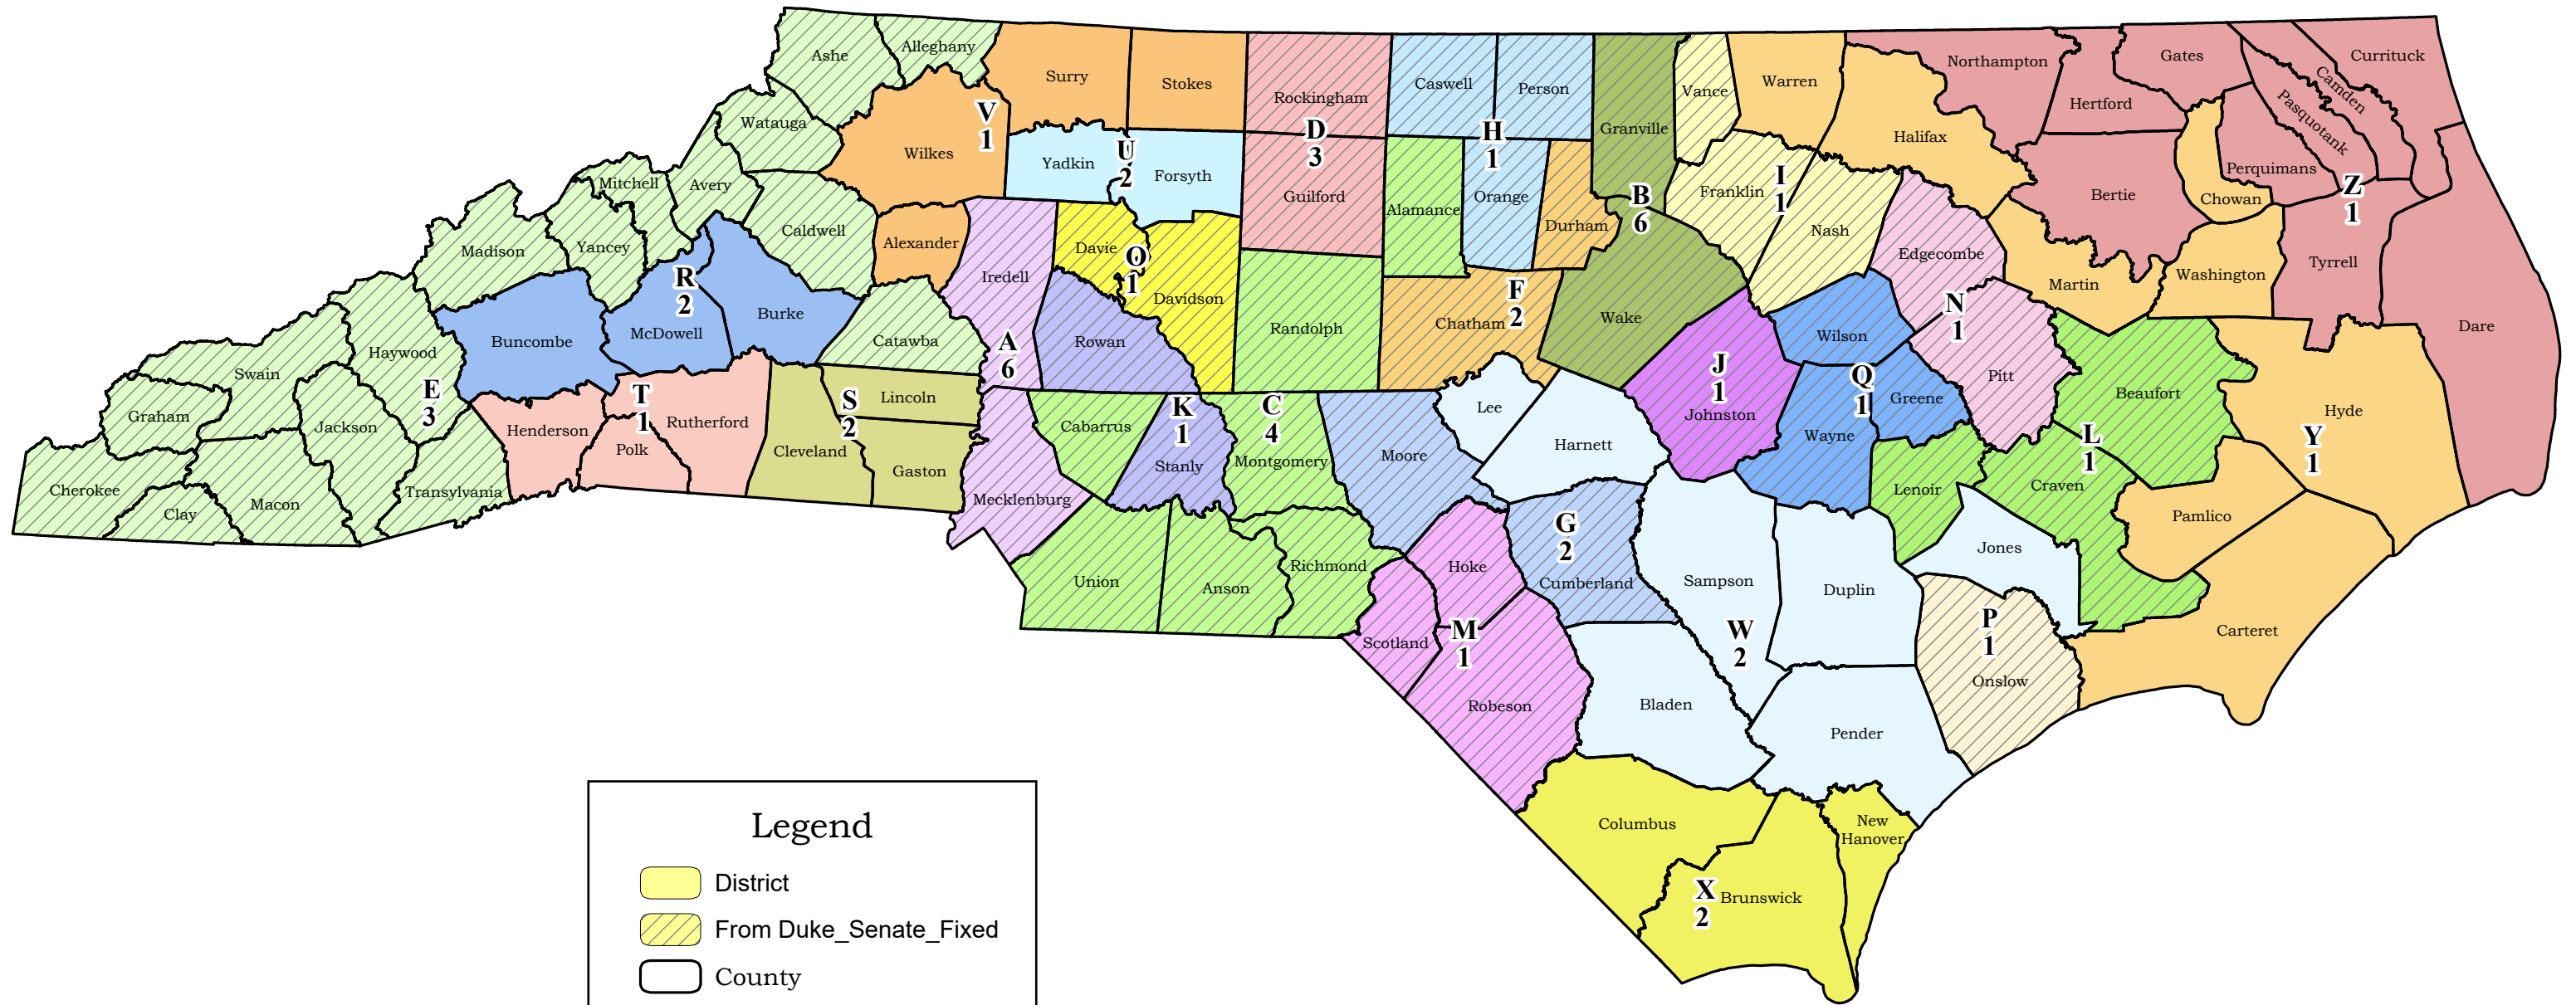 Ashe
Alleghany
Surry
Stokes
Rockingham
Caswell
Person
Granville
Vance
Warren
Northampton
Gates
Currituck
Camden
Pasquotank
Hertford
Halifax
Perquimans
Chowan
Bertie
Watauga
Wilkes
V
1
Yadkin
U
2
Forsyth
D
3
Guilford
H
1
Alamance
Orange
Durham
B
6
Franklin
I
1
Nash
Edgecombe
Martin
Washington
Tyrrell
Z
1
Dare
Mitchell
Avery
Caldwell
Alexander
Iredell
Davie
O
1
Davidson
Randolph
Chatham
F
2
Wake
Wilson
N
1
Pitt
Beaufort
Hyde
Y
1
Madison
Yancey
R
2
Buncombe
McDowell
Burke
Catawba
A
6
Rowan
Lee
J
1
Johnston
Q
1
Greene
Wayne
Haywood
Swain
Graham
E
3
Jackson
T
1
Henderson
Polk
Rutherford
S
2
Lincoln
Cleveland
Gaston
Cabarrus
K
1
Stanly
C
4
Montgomery
Moore
Harnett
Lenoir
L
1
Craven
Pamlico
Cherokee
Clay
Macon
Transylvania
Mecklenburg
Union
Anson
Richmond
Hoke
G
2
Cumberland
Sampson
Duplin
Jones
Carteret
Scotland
M
1
Robeson
W
2
P
1
Onslow
Bladen
Pender
Columbus
New
Hanover
X
2
Brunswick
Legend
District
From Duke_Senate_Fixed
County